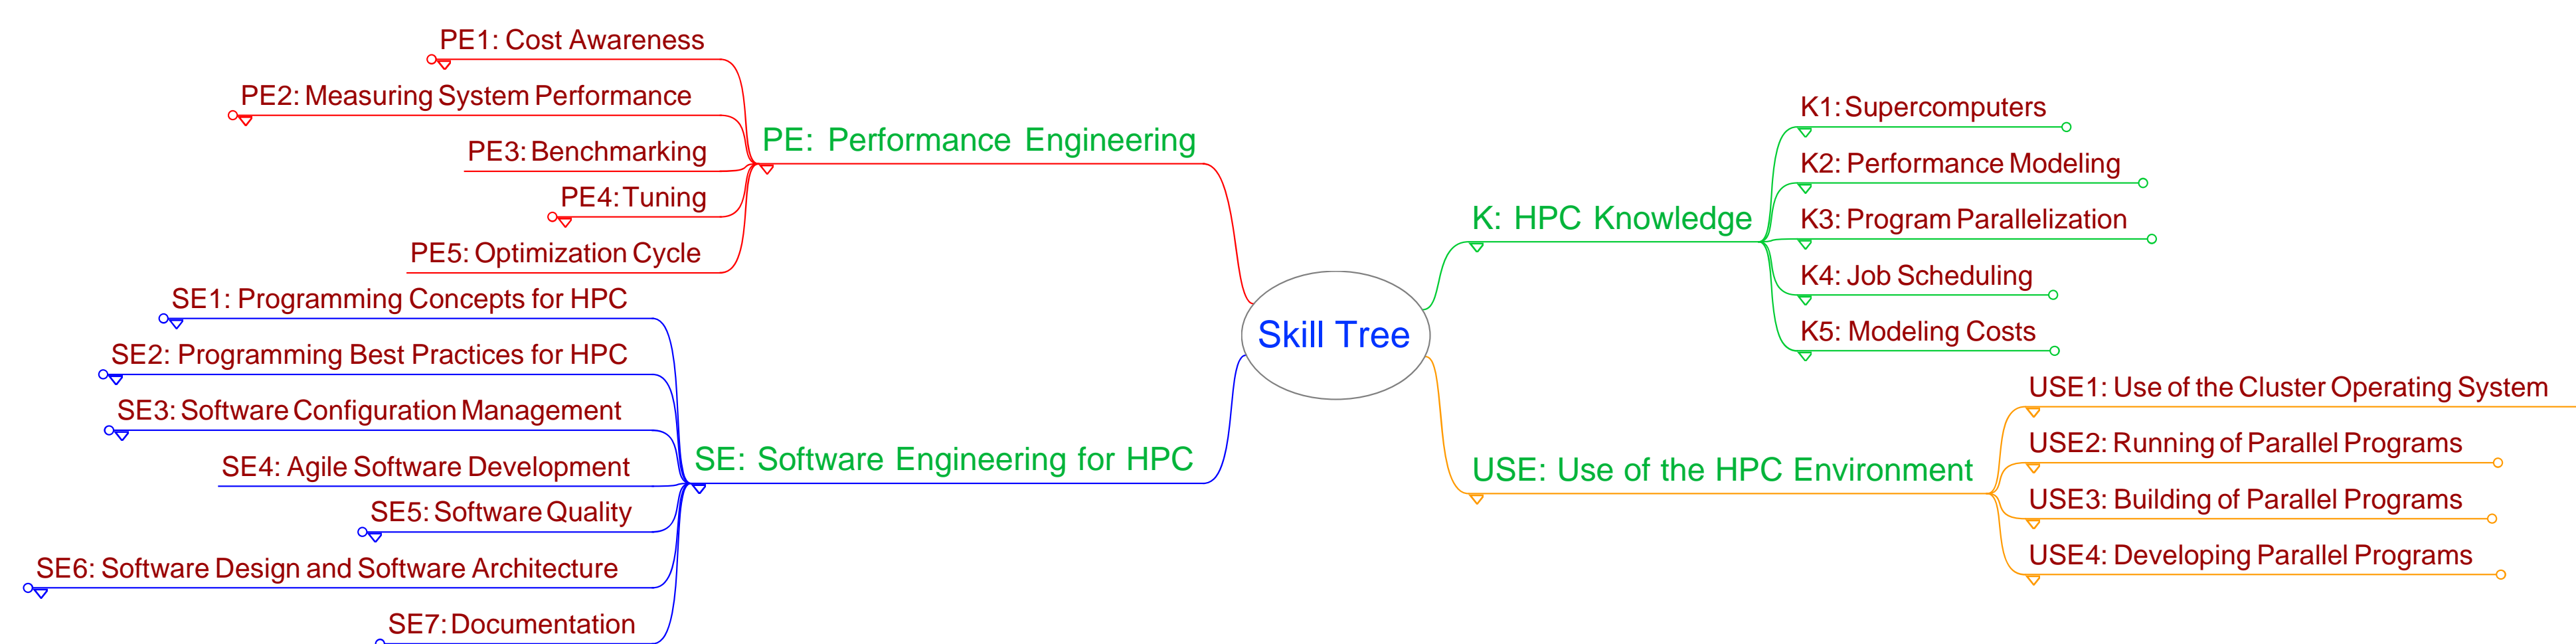 Skill Tree
PE: Performance Engineering
PE1: Cost Awareness
PE2: Measuring System Performance
PE3: Benchmarking
PE4: Tuning
PE5: Optimization Cycle
SE: Software Engineering for HPC
SE1: Programming Concepts for HPC
SE2: Programming Best Practices for HPC
SE3: Software Configuration Management
SE4: Agile Software Development
SE5: Software Quality
SE6: Software Design and Software Architecture
SE7: Documentation
K: HPC Knowledge
K1: Supercomputers
K2: Performance Modeling
K3: Program Parallelization
K4: Job Scheduling
K5: Modeling Costs
USE: Use of the HPC Environment
USE1: Use of the Cluster Operating System
USE2: Running of Parallel Programs
USE3: Building of Parallel Programs
USE4: Developing Parallel Programs